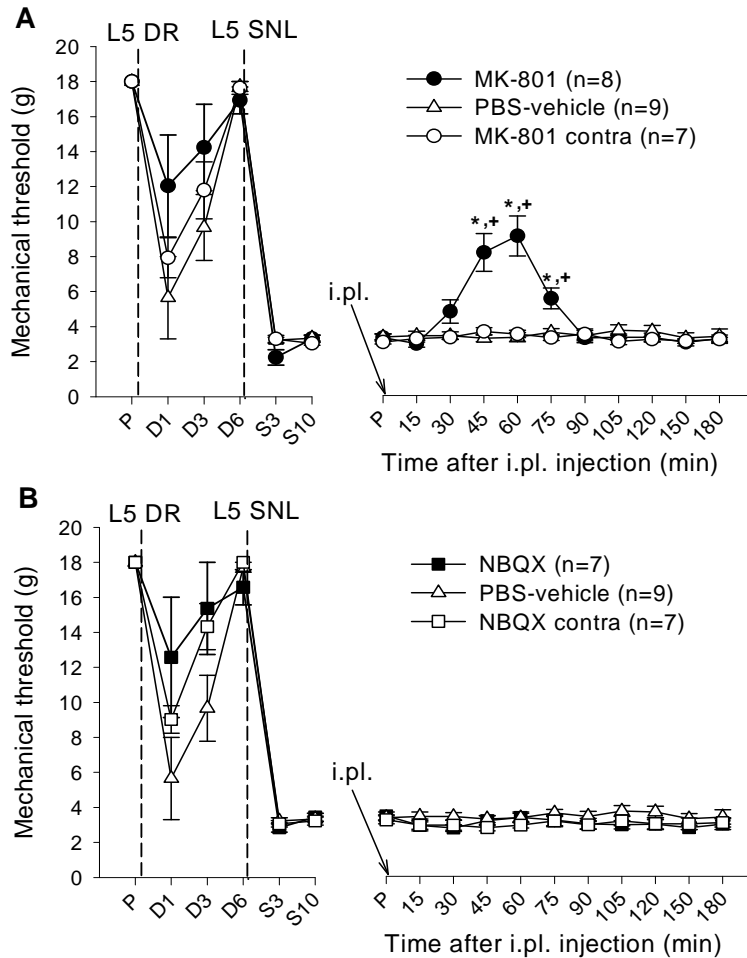 A
L5 DR
L5 SNL
Mechanical threshold (g)
20
18
16
14
12
10
8
6
4
2
0
P
D1
D3
D6
S3
S10
MK-801 (n=8)
PBS-vehicle (n=9)
MK-801 contra (n=7)
*,+
*,+
*,+
i.pl.
P
15
30
45
60
75
90
105
120
150
180
Time after i.pl. injection (min)
B
L5 DR
L5 SNL
Mechanical threshold (g)
20
18
16
14
12
10
8
6
4
2
0
P
D1
D3
D6
S3
S10
NBQX (n=7)
PBS-vehicle (n=9)
NBQX contra (n=7)
i.pl.
P
15
30
45
60
75
90
105
120
150
180
Time after i.pl. injection (min)